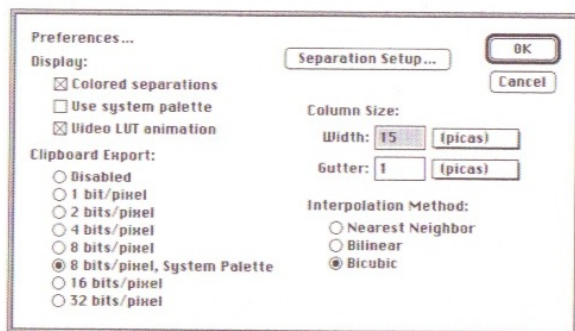 Preferences...
Display:
Colored separations
Use system palette
Video LUT animation
Clipboard Export:
Disabled
1 bit/pixel
2 bits/pixel
4 bits/pixel
8 bits/pixel
8 bits/pixel, System Palette
16 bits/pixel
32 bits/pixel
Separation Setup...
OK
Cancel
Column Size:
Width: 15 (picas)
Gutter: 1 (picas)
Interpolation Method:
Nearest Neighbor
Bilinear
Bicubic